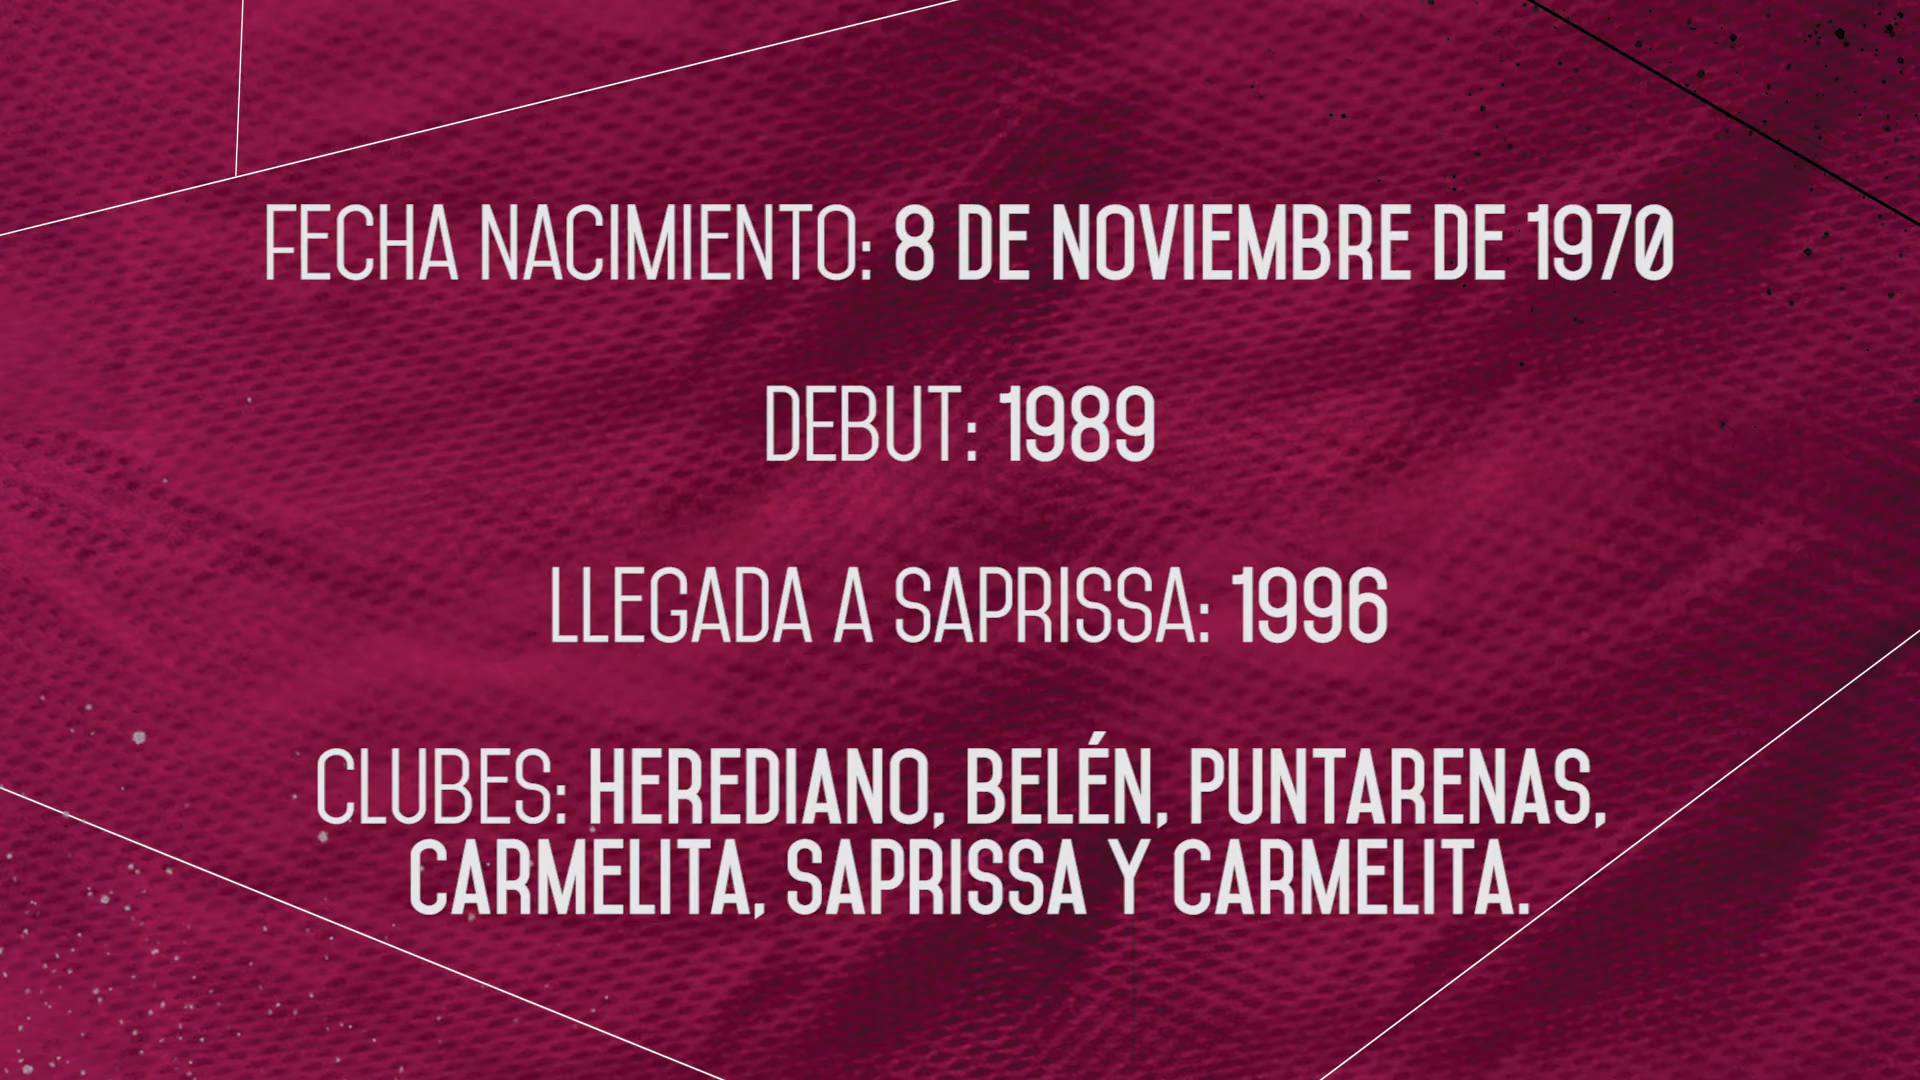 FECHA NACIMIENTO: 8 DE NOVIEMBRE DE 1970
DEBUT: 1989
LLEGADA A SAPRISSA: 1996
CLUBES: HEREDIANO, BELÉN, PUNTARENAS,
CARMELITA, SAPRISSA Y CARMELITA.